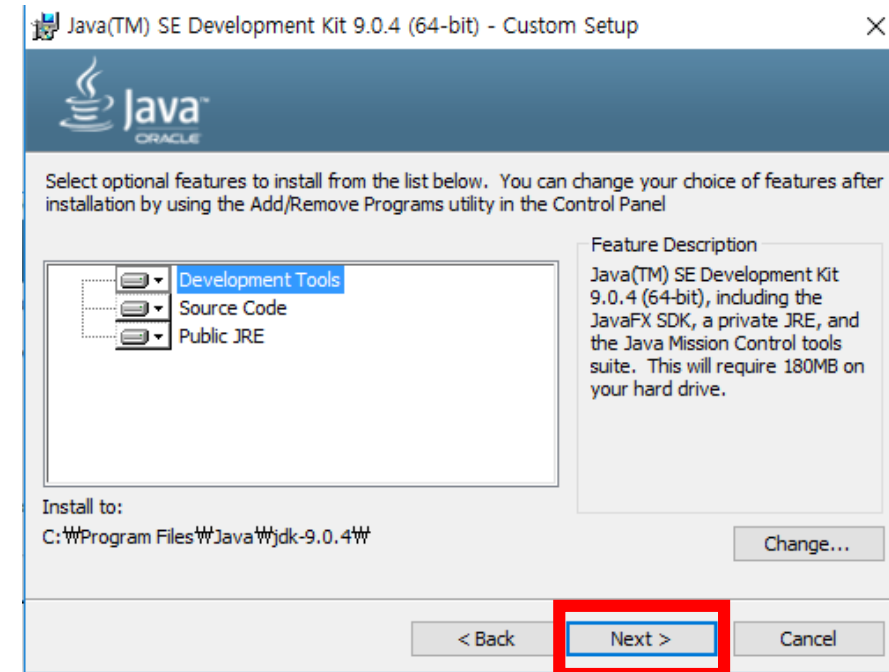 Java(TM) SE Development Kit 9.0.4 (64-bit) - Custom Setup
Java™
ORACLE
Select optional features to install from the list below. You can change your choice of features after
installation by using the Add/Remove Programs utility in the Control Panel
Development Tools
Source Code
Public JRE
Feature Description
Java(TM) SE Development Kit
9.0.4 (64-bit), including the
JavaFX SDK, a private JRE, and
the Java Mission Control tools
suite. This will require 180MB on
your hard drive.
Install to:
C:₩Program Files₩Java₩jdk-9.0.4₩
Change...
< Back
Next >
Cancel